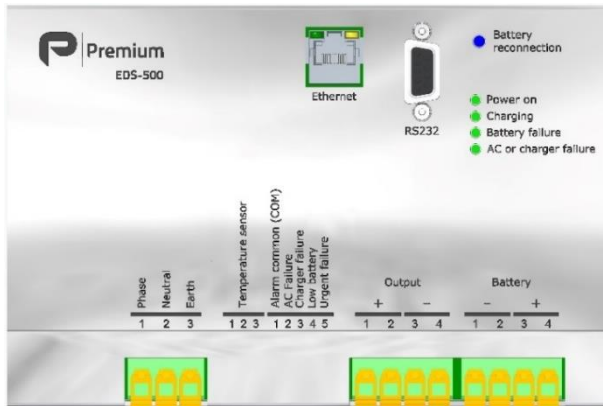 Premium
EDS-500
Ethernet
RS232
Battery
reconnection
Power on
Charging
Battery failure
AC or charger failure
Phase
Neutral
Earth
1 2 3
Temperature sensor
1 2 3
Alarm common (COM)
AC Failure
Charger failure
Low battery
Urgent failure
1 2 3 4 5
Output
+ −
1 2 3 4
Battery
− +
1 2 3 4